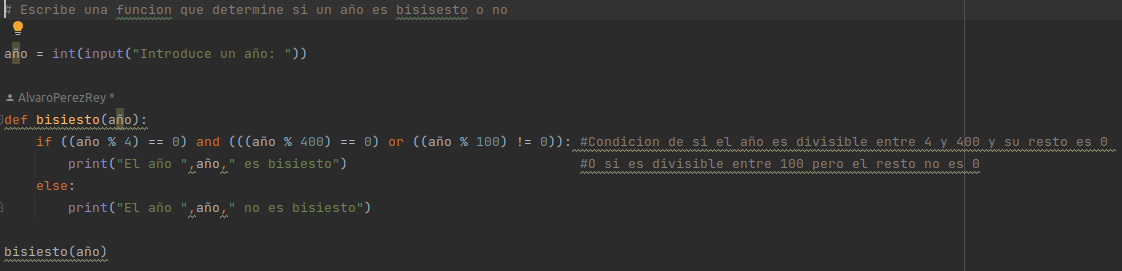 # Escribe una funcion que determine si un año es bisisesto o no
año = int(input("Introduce un año: "))
AlvaroPerezRey *
def bisiesto(año):
if ((año % 4) == 0) and (((año % 400) == 0) or ((año % 100) != 0)): #Condicion de si el año es divisible entre 4 y 400 y su resto es 0
print("El año ",año," es bisiesto") #O si es divisible entre 100 pero el resto no es 0
else:
print("El año ",año," no es bisiesto")
bisiesto(año)